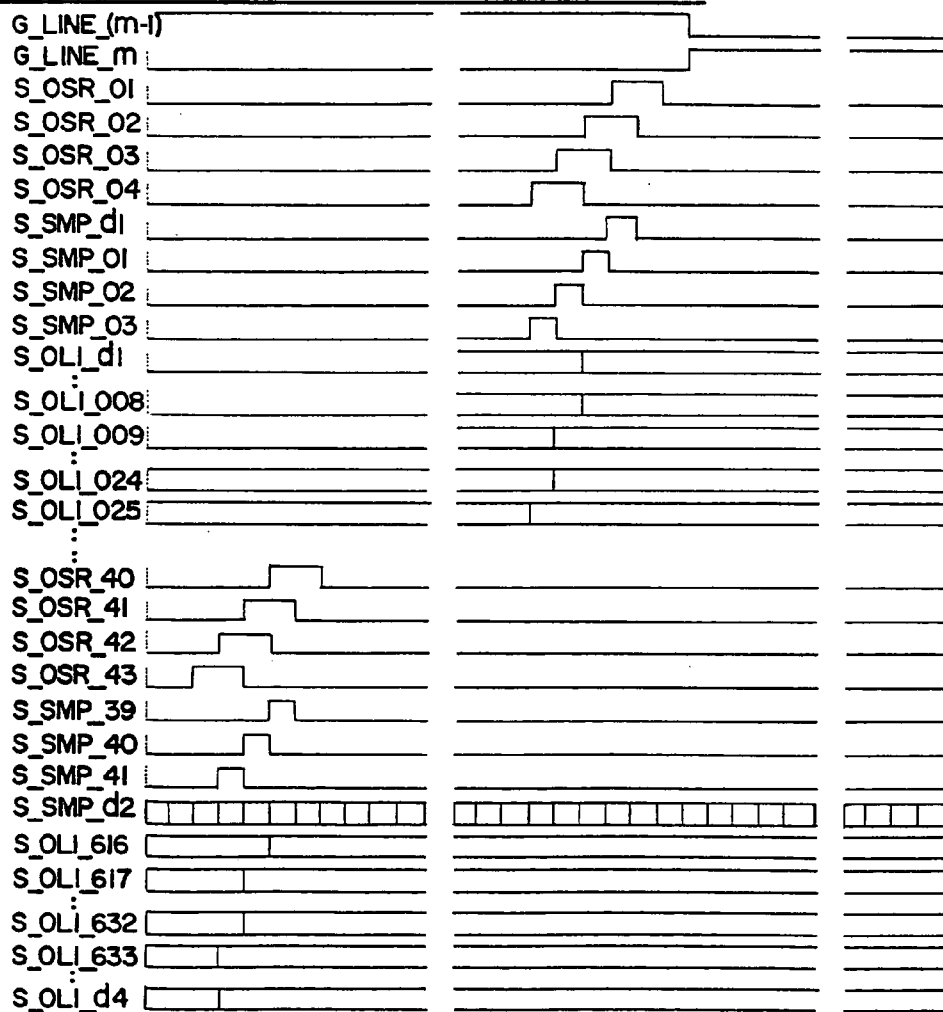 G_LINE_(m-1)
G_LINE_m
S_OSR_01
S_OSR_02
S_OSR_03
S_OSR_04
S_SMP_d1
S_SMP_01
S_SMP_02
S_SMP_03
S_OLI_d1
S_OLI_008
S_OLI_009
S_OLI_024
S_OLI_025
S_OSR_40
S_OSR_41
S_OSR_42
S_OSR_43
S_SMP_39
S_SMP_40
S_SMP_41
S_SMP_d2
S_OLI_616
S_OLI_617
S_OLI_632
S_OLI_633
S_OLI_d4